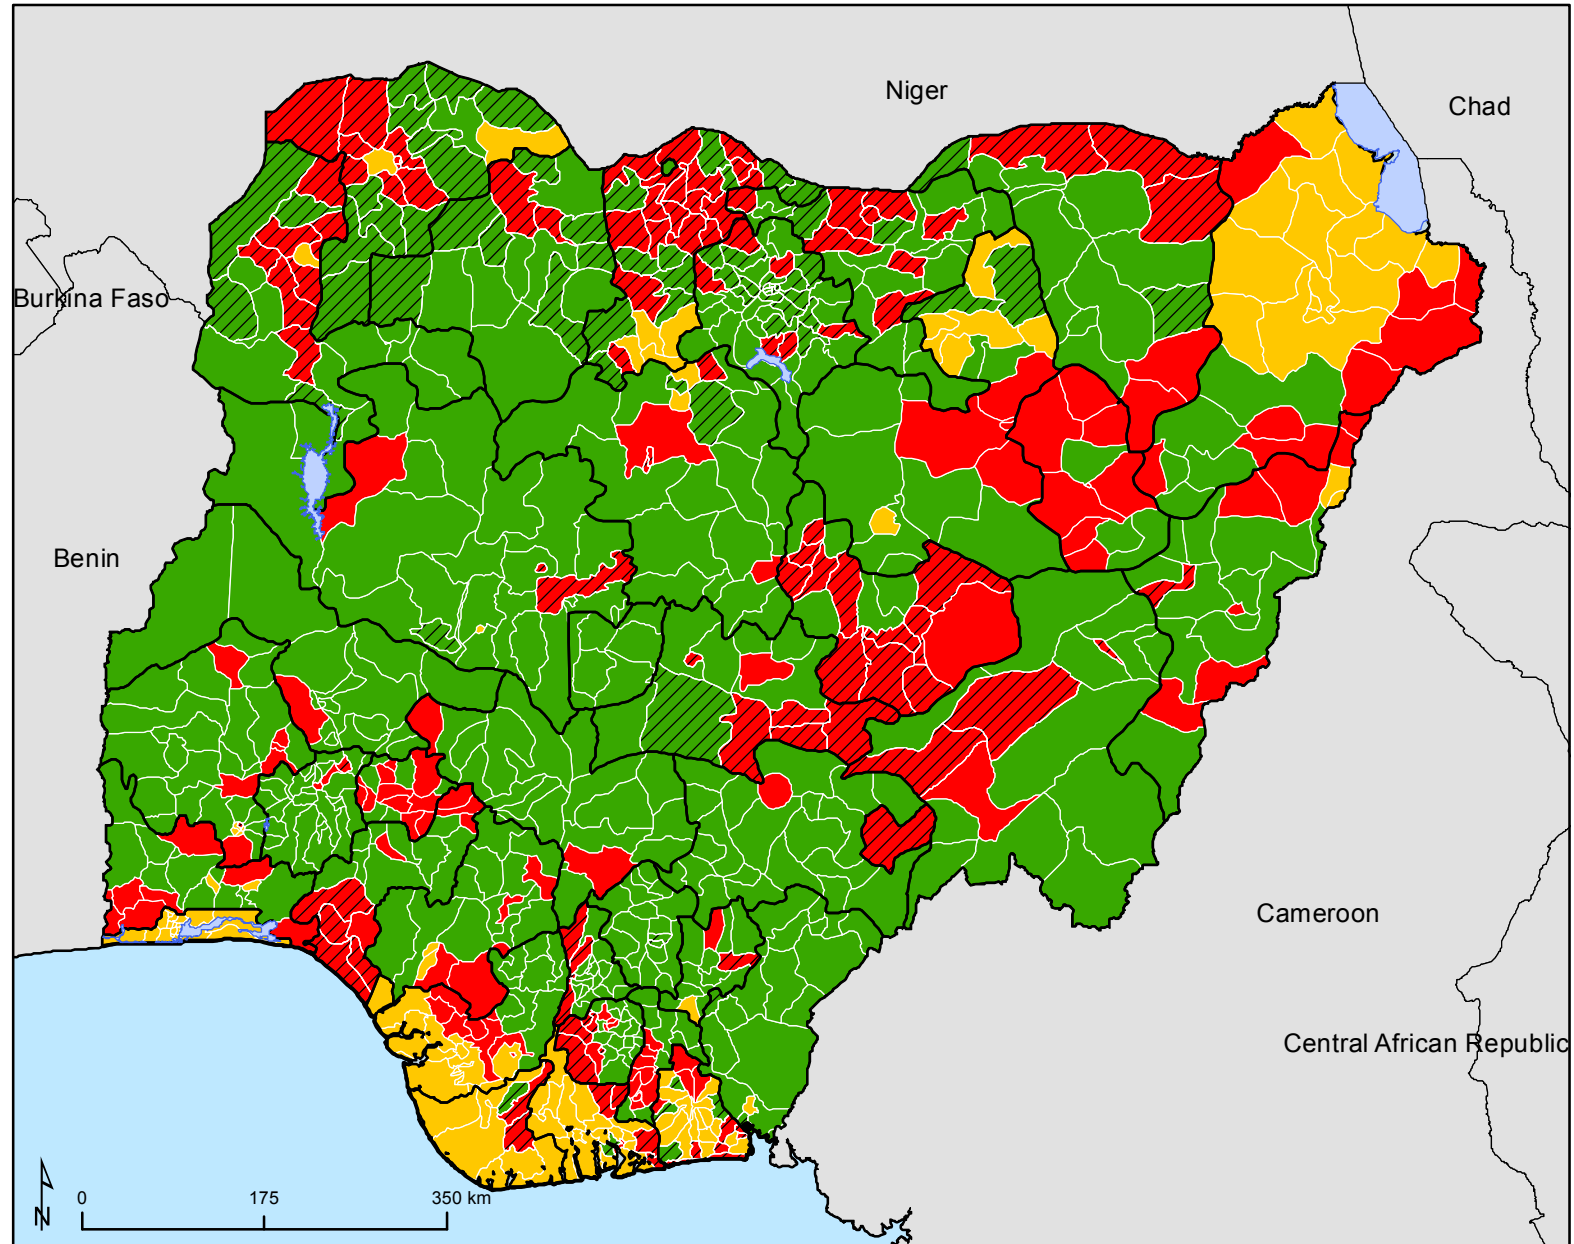 Niger
Chad
Burkina Faso
Benin
Cameroon
Central African Republic
N
0 175 350 km